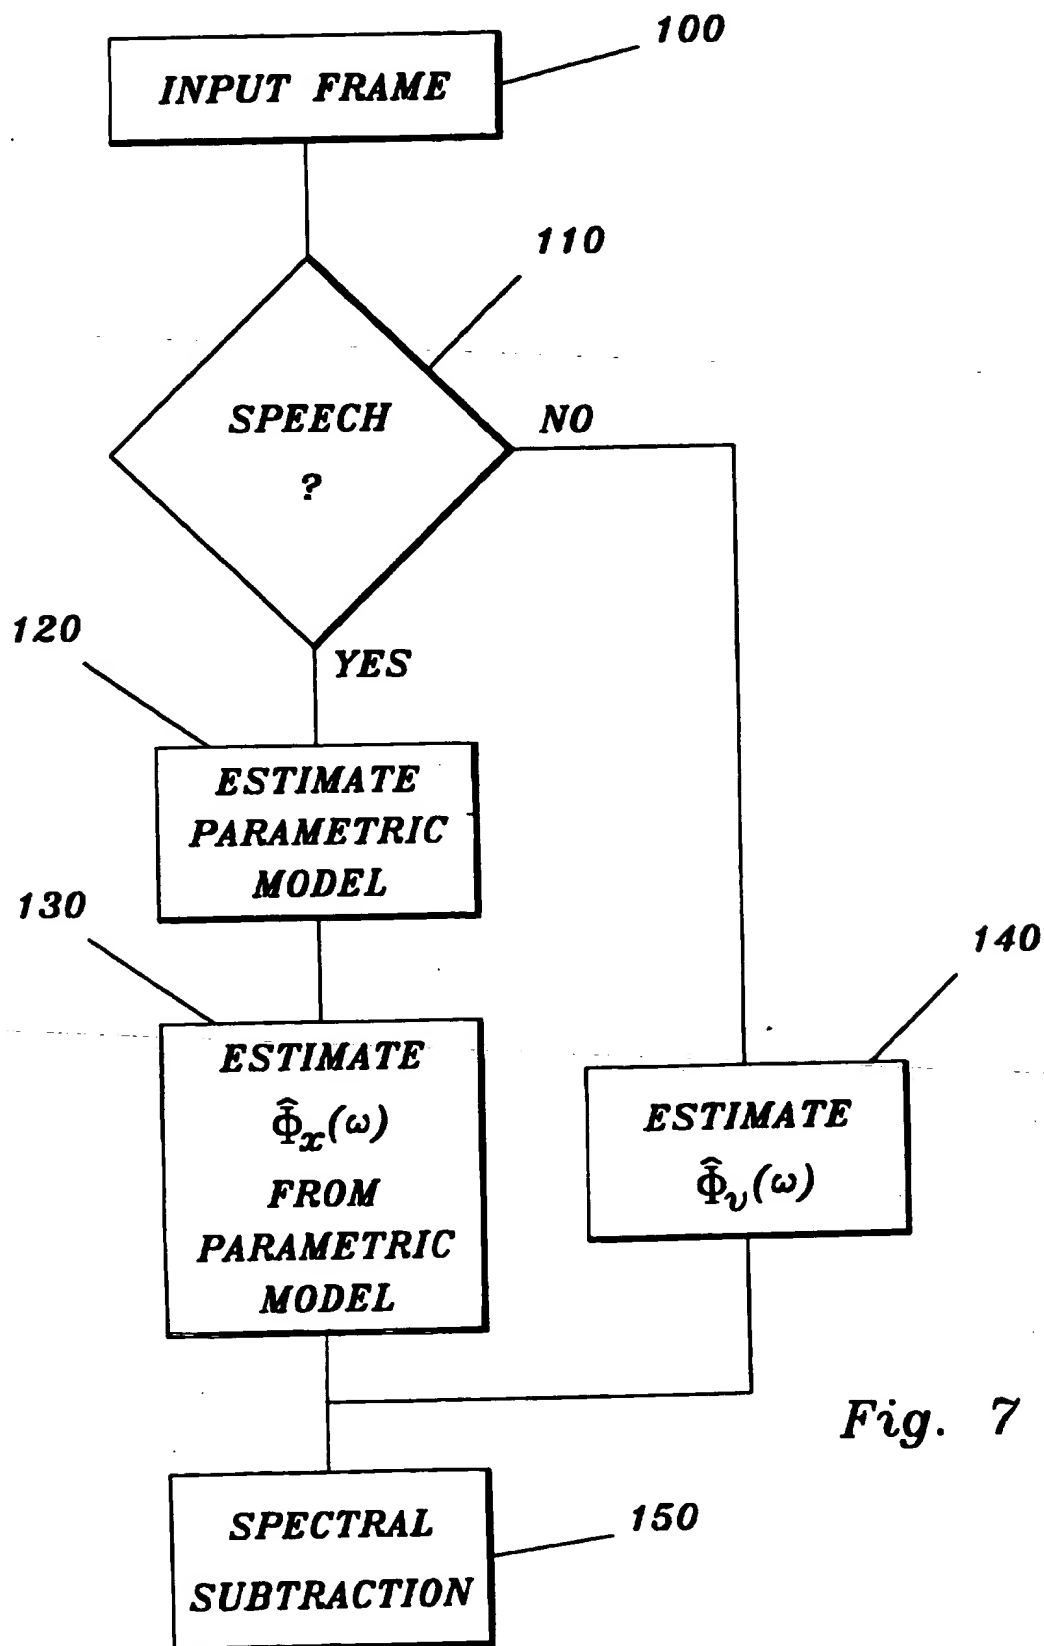 100
INPUT FRAME
110
SPEECH
?
NO
YES
120
ESTIMATE
PARAMETRIC
MODEL
130
ESTIMATE
Φ̂x(ω)
FROM
PARAMETRIC
MODEL
140
ESTIMATE
Φ̂v(ω)
Fig. 7
150
SPECTRAL
SUBTRACTION